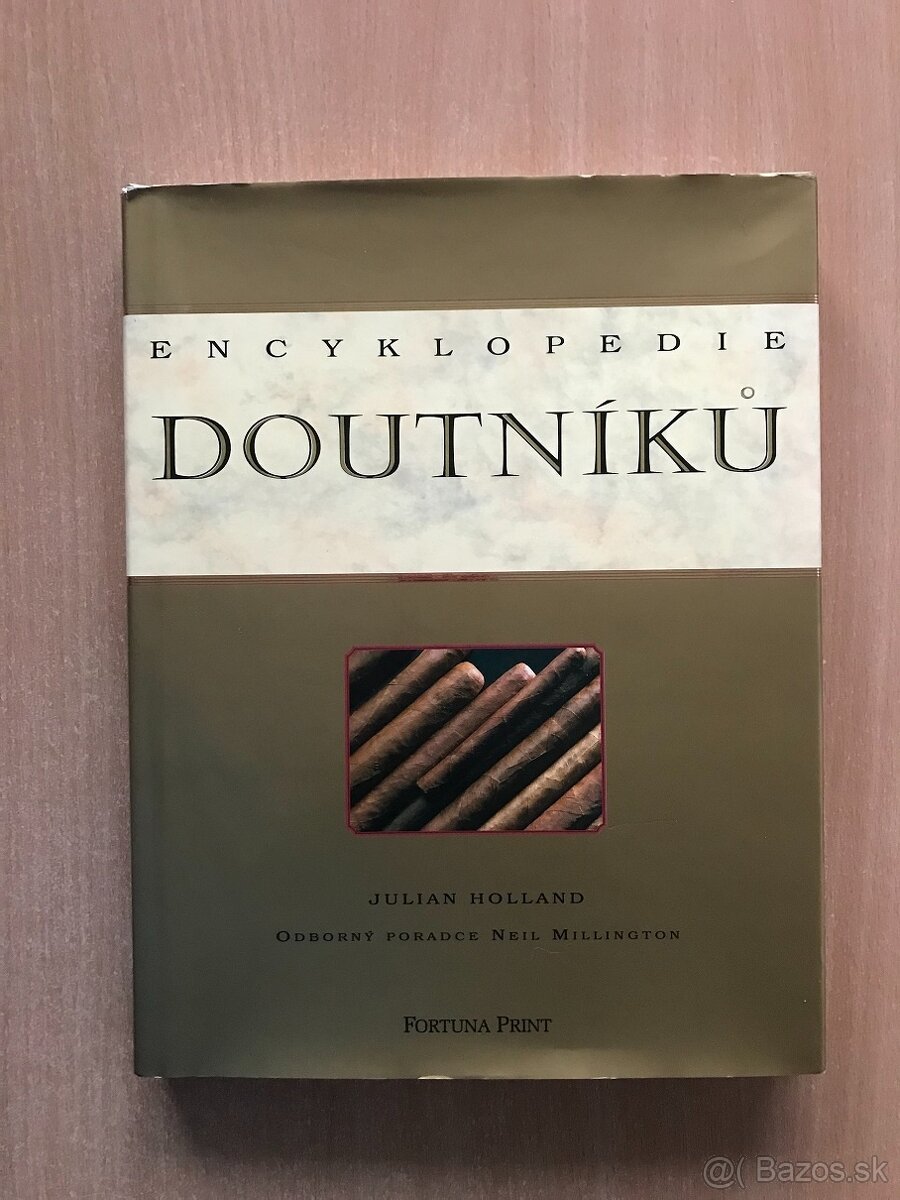 ENCYKLOPEDIE
DOUTNÍKŮ
JULIAN HOLLAND
ODBORNÝ PORADCE NEIL MILLINGTON
FORTUNA PRINT
@( Bazos.sk